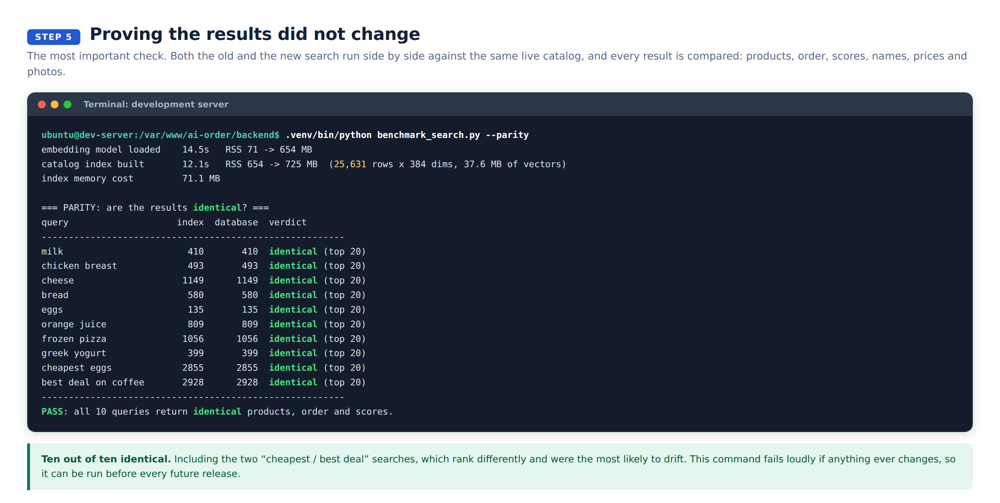 STEP 5 Proving the results did not change
The most important check. Both the old and the new search run side by side against the same live catalog, and every result is compared: products, order, scores, names, prices and
photos.
Terminal: development server
ubuntu@dev-server:/var/www/ai-order/backend$ .venv/bin/python benchmark_search.py --parity
embedding model loaded    14.5s   RSS 71 -> 654 MB
catalog index built       12.1s   RSS 654 -> 725 MB  (25,631 rows x 384 dims, 37.6 MB of vectors)
index memory cost         71.1 MB
=== PARITY: are the results identical? ===
query                    index  database  verdict
--------------------------------------------------------
milk                       410       410  identical (top 20)
chicken breast             493       493  identical (top 20)
cheese                    1149      1149  identical (top 20)
bread                      580       580  identical (top 20)
eggs                       135       135  identical (top 20)
orange juice               809       809  identical (top 20)
frozen pizza              1056      1056  identical (top 20)
greek yogurt               399       399  identical (top 20)
cheapest eggs             2855      2855  identical (top 20)
best deal on coffee       2928      2928  identical (top 20)
--------------------------------------------------------
PASS: all 10 queries return identical products, order and scores.
Ten out of ten identical. Including the two “cheapest / best deal” searches, which rank differently and were the most likely to drift. This command fails loudly if anything ever changes, so
it can be run before every future release.